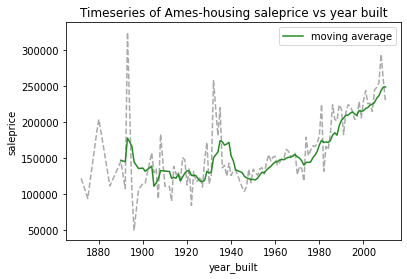 Timeseries of Ames-housing saleprice vs year built
moving average
saleprice
300000
250000
200000
150000
100000
50000
1880 1900 1920 1940 1960 1980 2000
year_built